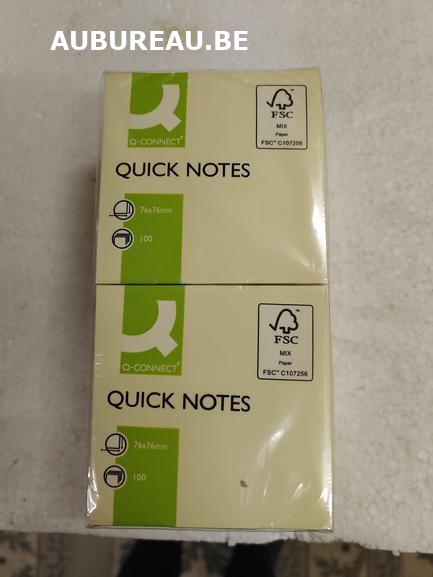 AUBUREAU.BE
Q-CONNECT®
FSC
MIX
Paper
FSC™ C107256
QUICK NOTES
76x76mm
100
Q-CONNECT®
FSC
MIX
Paper
FSC™ C107256
QUICK NOTES
76x76mm
100